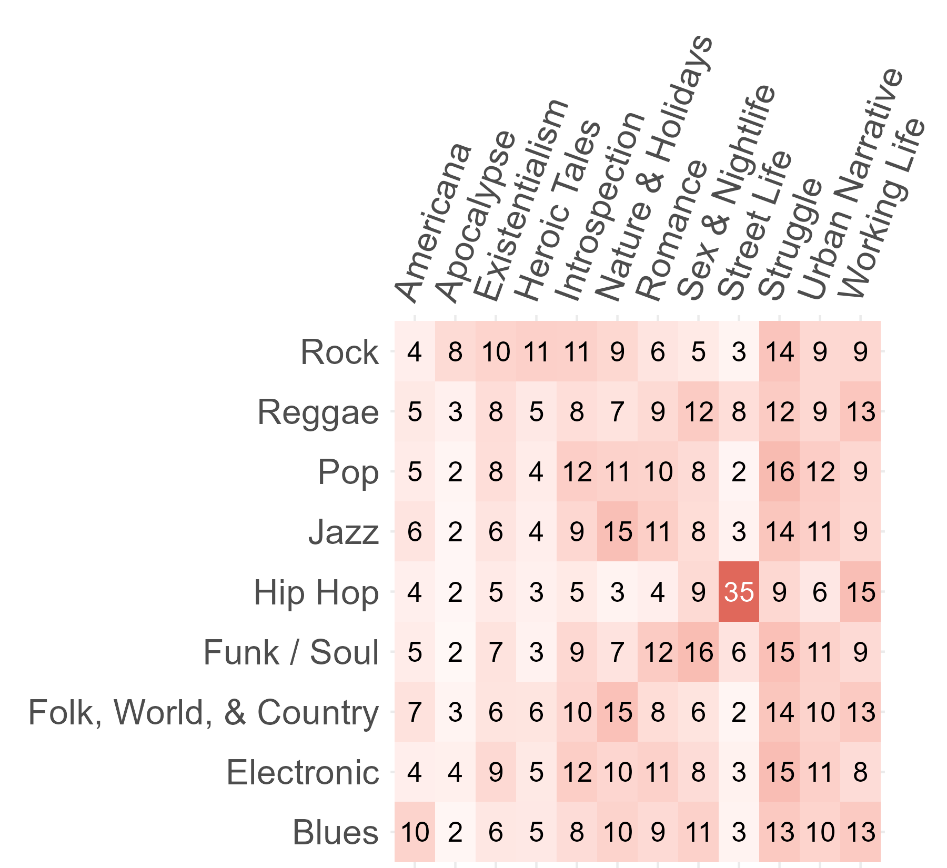 Americana Apocalypse Existentialism Heroic Tales Introspection Nature & Holidays Romance Sex & Nightlife Street Life Struggle Urban Narrative Working Life
Rock 4 8 10 11 11 9 6 5 3 14 9 9
Reggae 5 3 8 5 8 7 9 12 8 12 9 13
Pop 5 2 8 4 12 11 10 8 2 16 12 9
Jazz 6 2 6 4 9 15 11 8 3 14 11 9
Hip Hop 4 2 5 3 5 3 4 9 35 9 6 15
Funk / Soul 5 2 7 3 9 7 12 16 6 15 11 9
Folk, World, & Country 7 3 6 6 10 15 8 6 2 14 10 13
Electronic 4 4 9 5 12 10 11 8 3 15 11 8
Blues 10 2 6 5 8 10 9 11 3 13 10 13